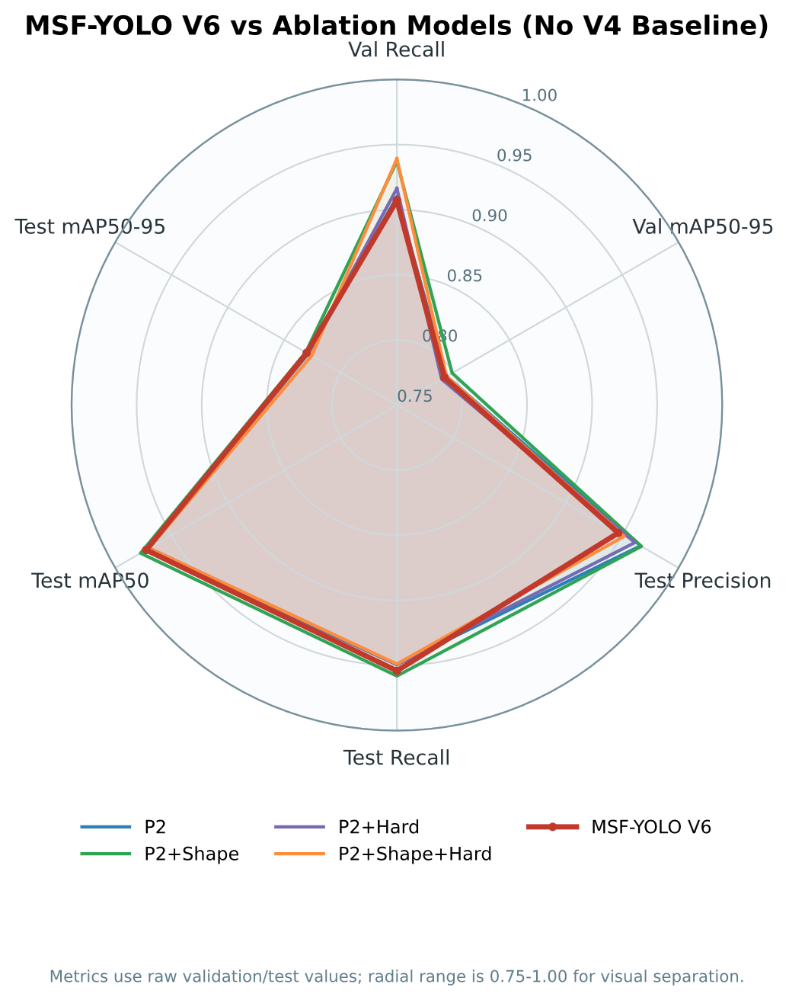 MSF-YOLO V6 vs Ablation Models (No V4 Baseline)
Val Recall
1.00
0.95
0.90
Test mAP50-95
Val mAP50-95
0.85
0.80
0.75
Test mAP50
Test Precision
Test Recall
P2
P2+Hard
MSF-YOLO V6
P2+Shape
P2+Shape+Hard
Metrics use raw validation/test values; radial range is 0.75-1.00 for visual separation.